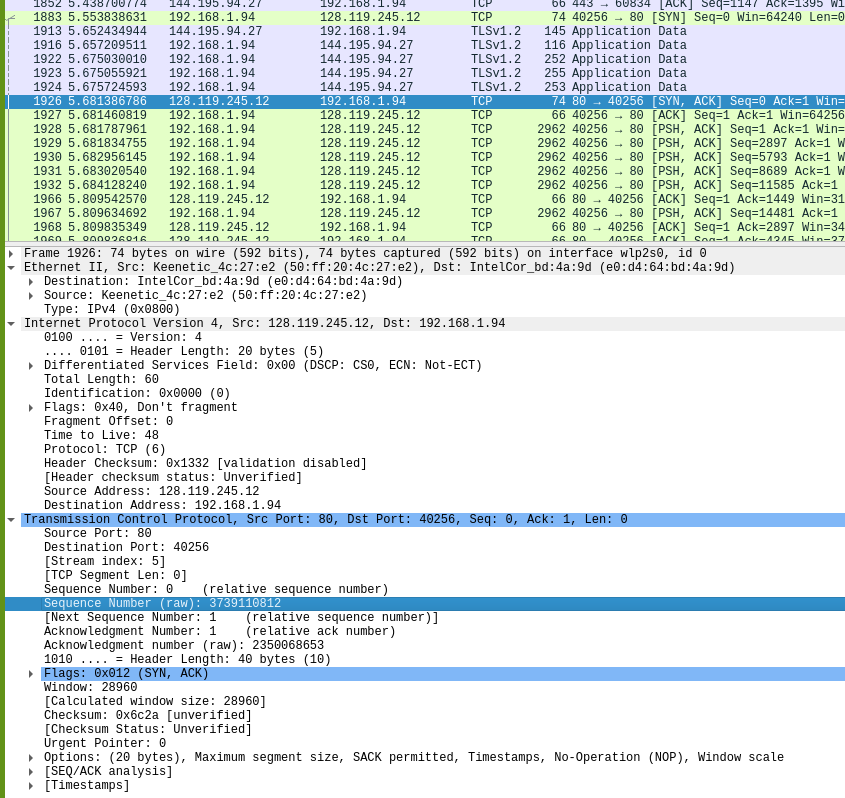 1852 5.438700774 144.195.94.27 192.168.1.94 TCP 66 443 → 60834 [ACK] Seq=1147 Ack=1395 Wi
1883 5.553838631 192.168.1.94 128.119.245.12 TCP 74 40256 → 80 [SYN] Seq=0 Win=64240 Len=0
1913 5.652434944 144.195.94.27 192.168.1.94 TLSv1.2 145 Application Data
1916 5.657209511 192.168.1.94 144.195.94.27 TLSv1.2 116 Application Data
1922 5.675030010 192.168.1.94 144.195.94.27 TLSv1.2 252 Application Data
1923 5.675055921 192.168.1.94 144.195.94.27 TLSv1.2 255 Application Data
1924 5.675724593 192.168.1.94 144.195.94.27 TLSv1.2 253 Application Data
1926 5.681386786 128.119.245.12 192.168.1.94 TCP 74 80 → 40256 [SYN, ACK] Seq=0 Ack=1 Win=
1927 5.681460819 192.168.1.94 128.119.245.12 TCP 66 40256 → 80 [ACK] Seq=1 Ack=1 Win=64256
1928 5.681787961 192.168.1.94 128.119.245.12 TCP 2962 40256 → 80 [PSH, ACK] Seq=1 Ack=1 Win=
1929 5.681834755 192.168.1.94 128.119.245.12 TCP 2962 40256 → 80 [PSH, ACK] Seq=2897 Ack=1 W
1930 5.682956145 192.168.1.94 128.119.245.12 TCP 2962 40256 → 80 [PSH, ACK] Seq=5793 Ack=1 W
1931 5.683020540 192.168.1.94 128.119.245.12 TCP 2962 40256 → 80 [PSH, ACK] Seq=8689 Ack=1 W
1932 5.684128240 192.168.1.94 128.119.245.12 TCP 2962 40256 → 80 [PSH, ACK] Seq=11585 Ack=1
1966 5.809542570 128.119.245.12 192.168.1.94 TCP 66 80 → 40256 [ACK] Seq=1 Ack=1449 Win=31
1967 5.809634692 192.168.1.94 128.119.245.12 TCP 2962 40256 → 80 [PSH, ACK] Seq=14481 Ack=1
1968 5.809835349 128.119.245.12 192.168.1.94 TCP 66 80 → 40256 [ACK] Seq=1 Ack=2897 Win=34
1969 5.809836816 128.119.245.12 192.168.1.94 TCP 66 80 → 40256 [ACK] Seq=1 Ack=4345 Win=37
Frame 1926: 74 bytes on wire (592 bits), 74 bytes captured (592 bits) on interface wlp2s0, id 0
Ethernet II, Src: Keenetic_4c:27:e2 (50:ff:20:4c:27:e2), Dst: IntelCor_bd:4a:9d (e0:d4:64:bd:4a:9d)
Destination: IntelCor_bd:4a:9d (e0:d4:64:bd:4a:9d)
Source: Keenetic_4c:27:e2 (50:ff:20:4c:27:e2)
Type: IPv4 (0x0800)
Internet Protocol Version 4, Src: 128.119.245.12, Dst: 192.168.1.94
0100 .... = Version: 4
.... 0101 = Header Length: 20 bytes (5)
Differentiated Services Field: 0x00 (DSCP: CS0, ECN: Not-ECT)
Total Length: 60
Identification: 0x0000 (0)
Flags: 0x40, Don't fragment
Fragment Offset: 0
Time to Live: 48
Protocol: TCP (6)
Header Checksum: 0x1332 [validation disabled]
[Header checksum status: Unverified]
Source Address: 128.119.245.12
Destination Address: 192.168.1.94
Transmission Control Protocol, Src Port: 80, Dst Port: 40256, Seq: 0, Ack: 1, Len: 0
Source Port: 80
Destination Port: 40256
[Stream index: 5]
[TCP Segment Len: 0]
Sequence Number: 0 (relative sequence number)
Sequence Number (raw): 3739110812
[Next Sequence Number: 1 (relative sequence number)]
Acknowledgment Number: 1 (relative ack number)
Acknowledgment number (raw): 2350068653
1010 .... = Header Length: 40 bytes (10)
Flags: 0x012 (SYN, ACK)
Window: 28960
[Calculated window size: 28960]
Checksum: 0x6c2a [unverified]
[Checksum Status: Unverified]
Urgent Pointer: 0
Options: (20 bytes), Maximum segment size, SACK permitted, Timestamps, No-Operation (NOP), Window scale
[SEQ/ACK analysis]
[Timestamps]